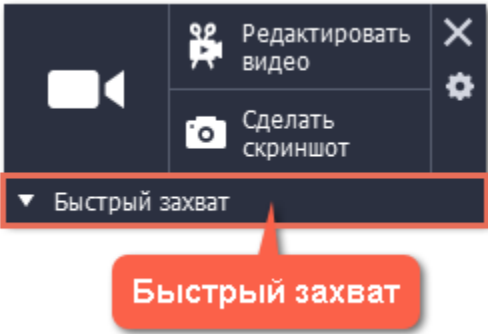 Редактировать
видео
Сделать
скриншот
Быстрый захват
Быстрый захват